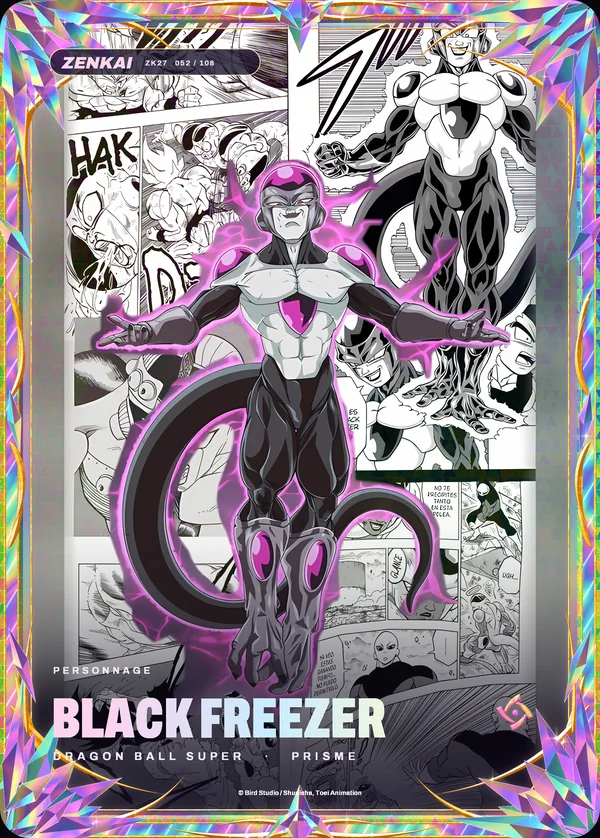 ZENKAI ZK27 052 / 108
HAK
NO TE
PRECIPITES
TANTO
EN ESTA
PELEA.
GLANCE
UGH...
PERSONNAGE
BLACK FREEZER
DRAGON BALL SUPER · PRISME
© Bird Studio / Shueisha, Toei Animation